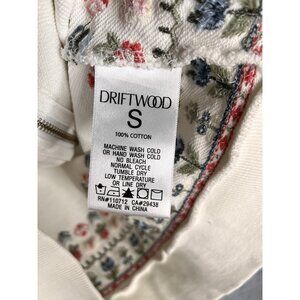 DRIFTWOOD
S
100% COTTON
MACHINE WASH COLD
OR HAND WASH COLD
NO BLEACH
NORMAL CYCLE
TUMBLE DRY
LOW TEMPERATURE
OR LINE DRY
RN#110712 CA#29438
MADE IN CHINA